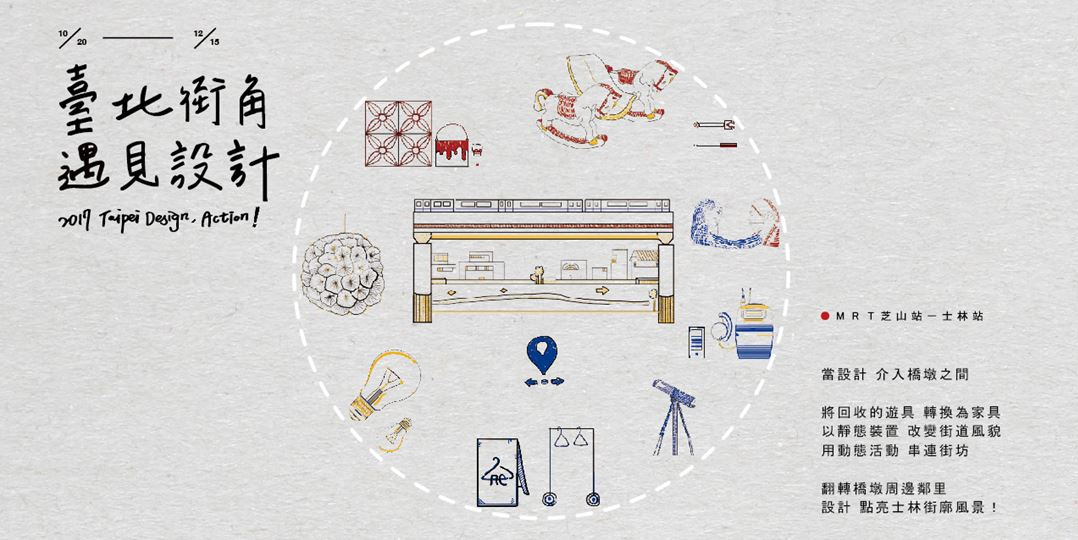 10/20 — 12/15
臺北街角
遇見設計
2017 Taipei Design, Action!
RE
MRT芝山站－士林站
當設計 介入橋墩之間
將回收的遊具 轉換為家具
以靜態裝置 改變街道風貌
用動態活動 串連街坊
翻轉橋墩周邊鄰里
設計 點亮士林街廓風景！